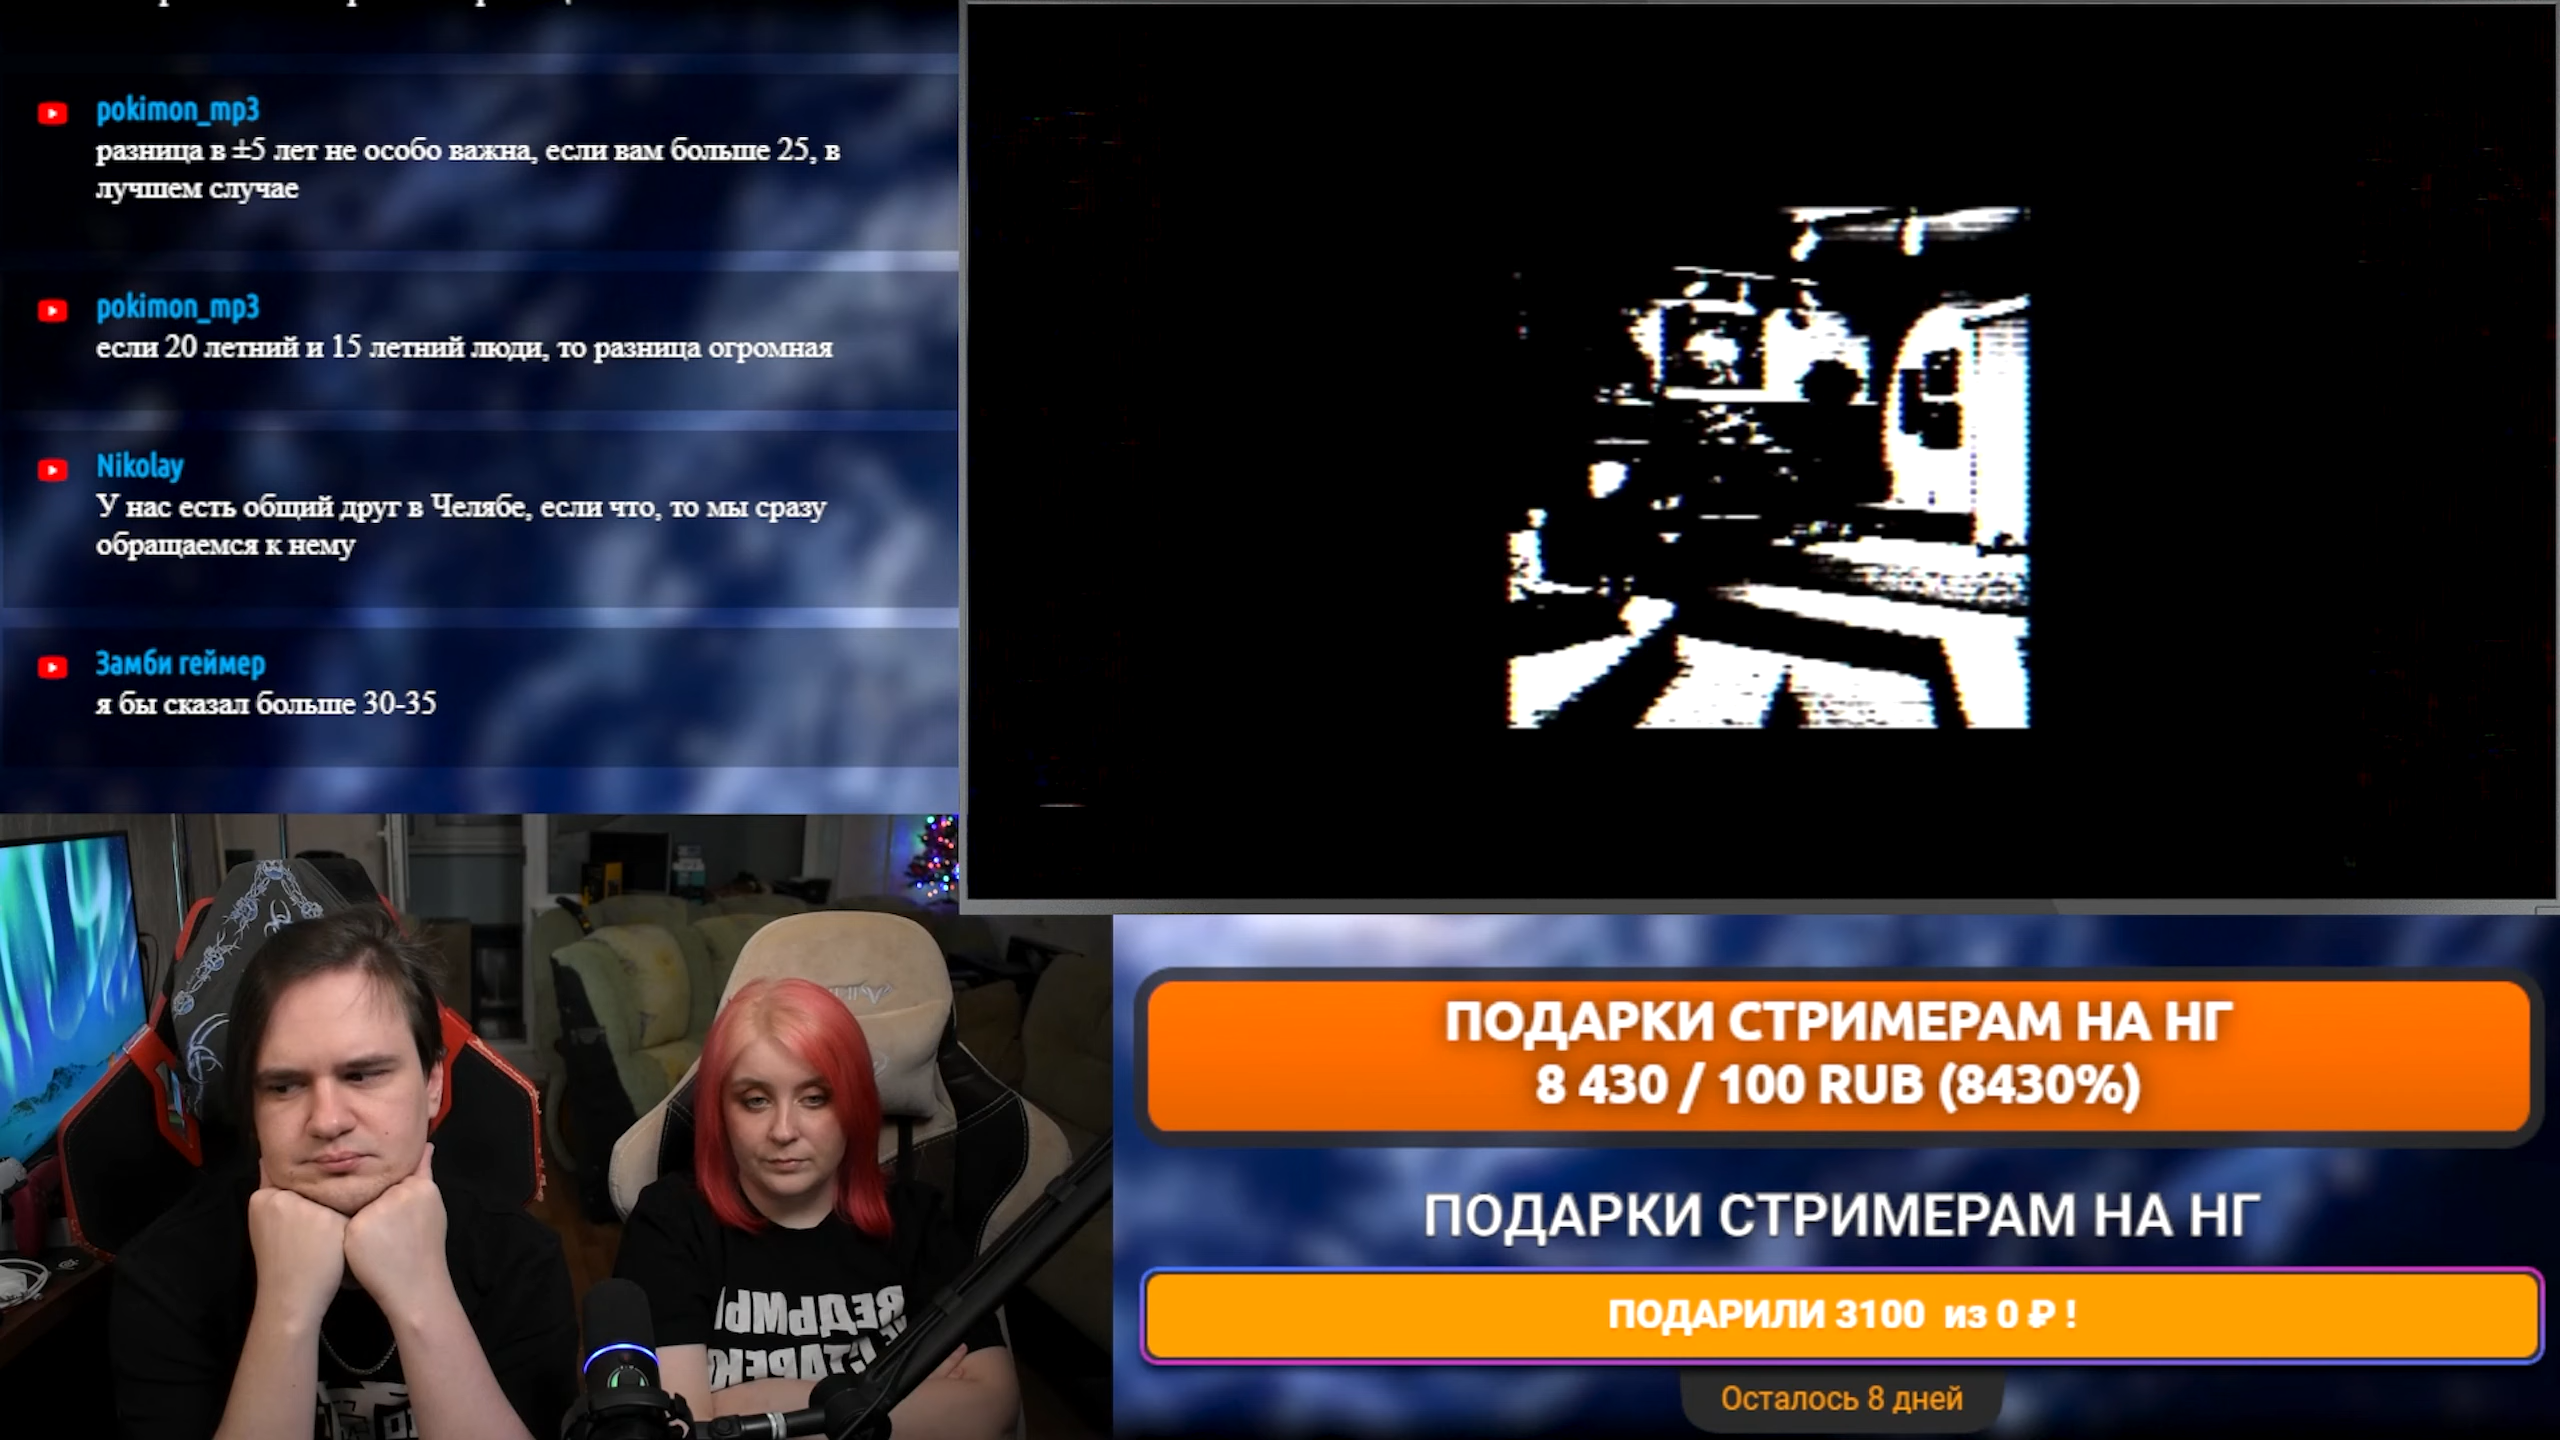 pokimon_mp3
разница в ±5 лет не особо важна, если вам больше 25, в
лучшем случае
pokimon_mp3
если 20 летний и 15 летний люди, то разница огромная
Nikolay
У нас есть общий друг в Челябе, если что, то мы сразу
обращаемся к нему
Замби геймер
я бы сказал больше 30-35
ВЕДЬМЫ
НЕ СТАРЕЮ
ПОДАРКИ СТРИМЕРАМ НА НГ
8 430 / 100 RUB (8430%)
ПОДАРКИ СТРИМЕРАМ НА НГ
ПОДАРИЛИ 3100 из 0 ₽ !
Осталось 8 дней